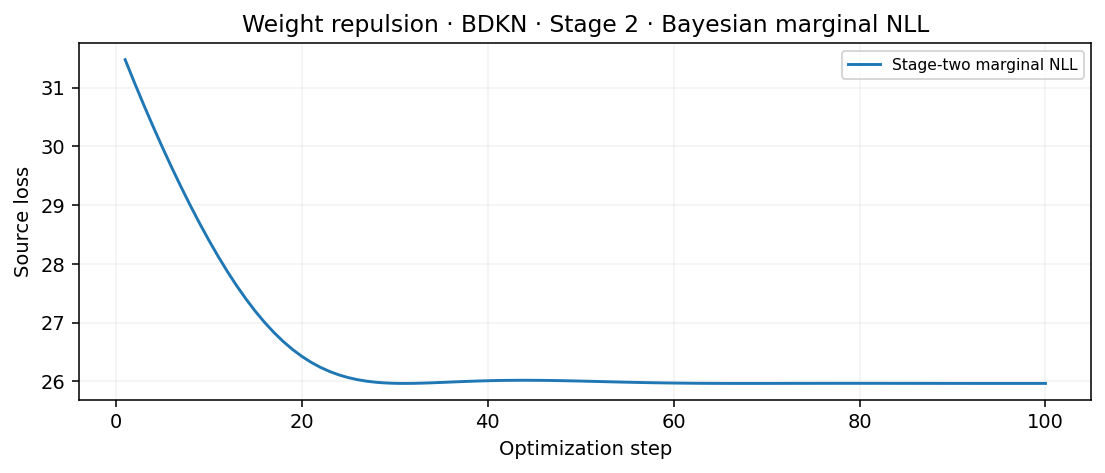 Weight repulsion · BDKN · Stage 2 · Bayesian marginal NLL
Stage-two marginal NLL
Source loss
31
30
29
28
27
26
0 20 40 60 80 100
Optimization step